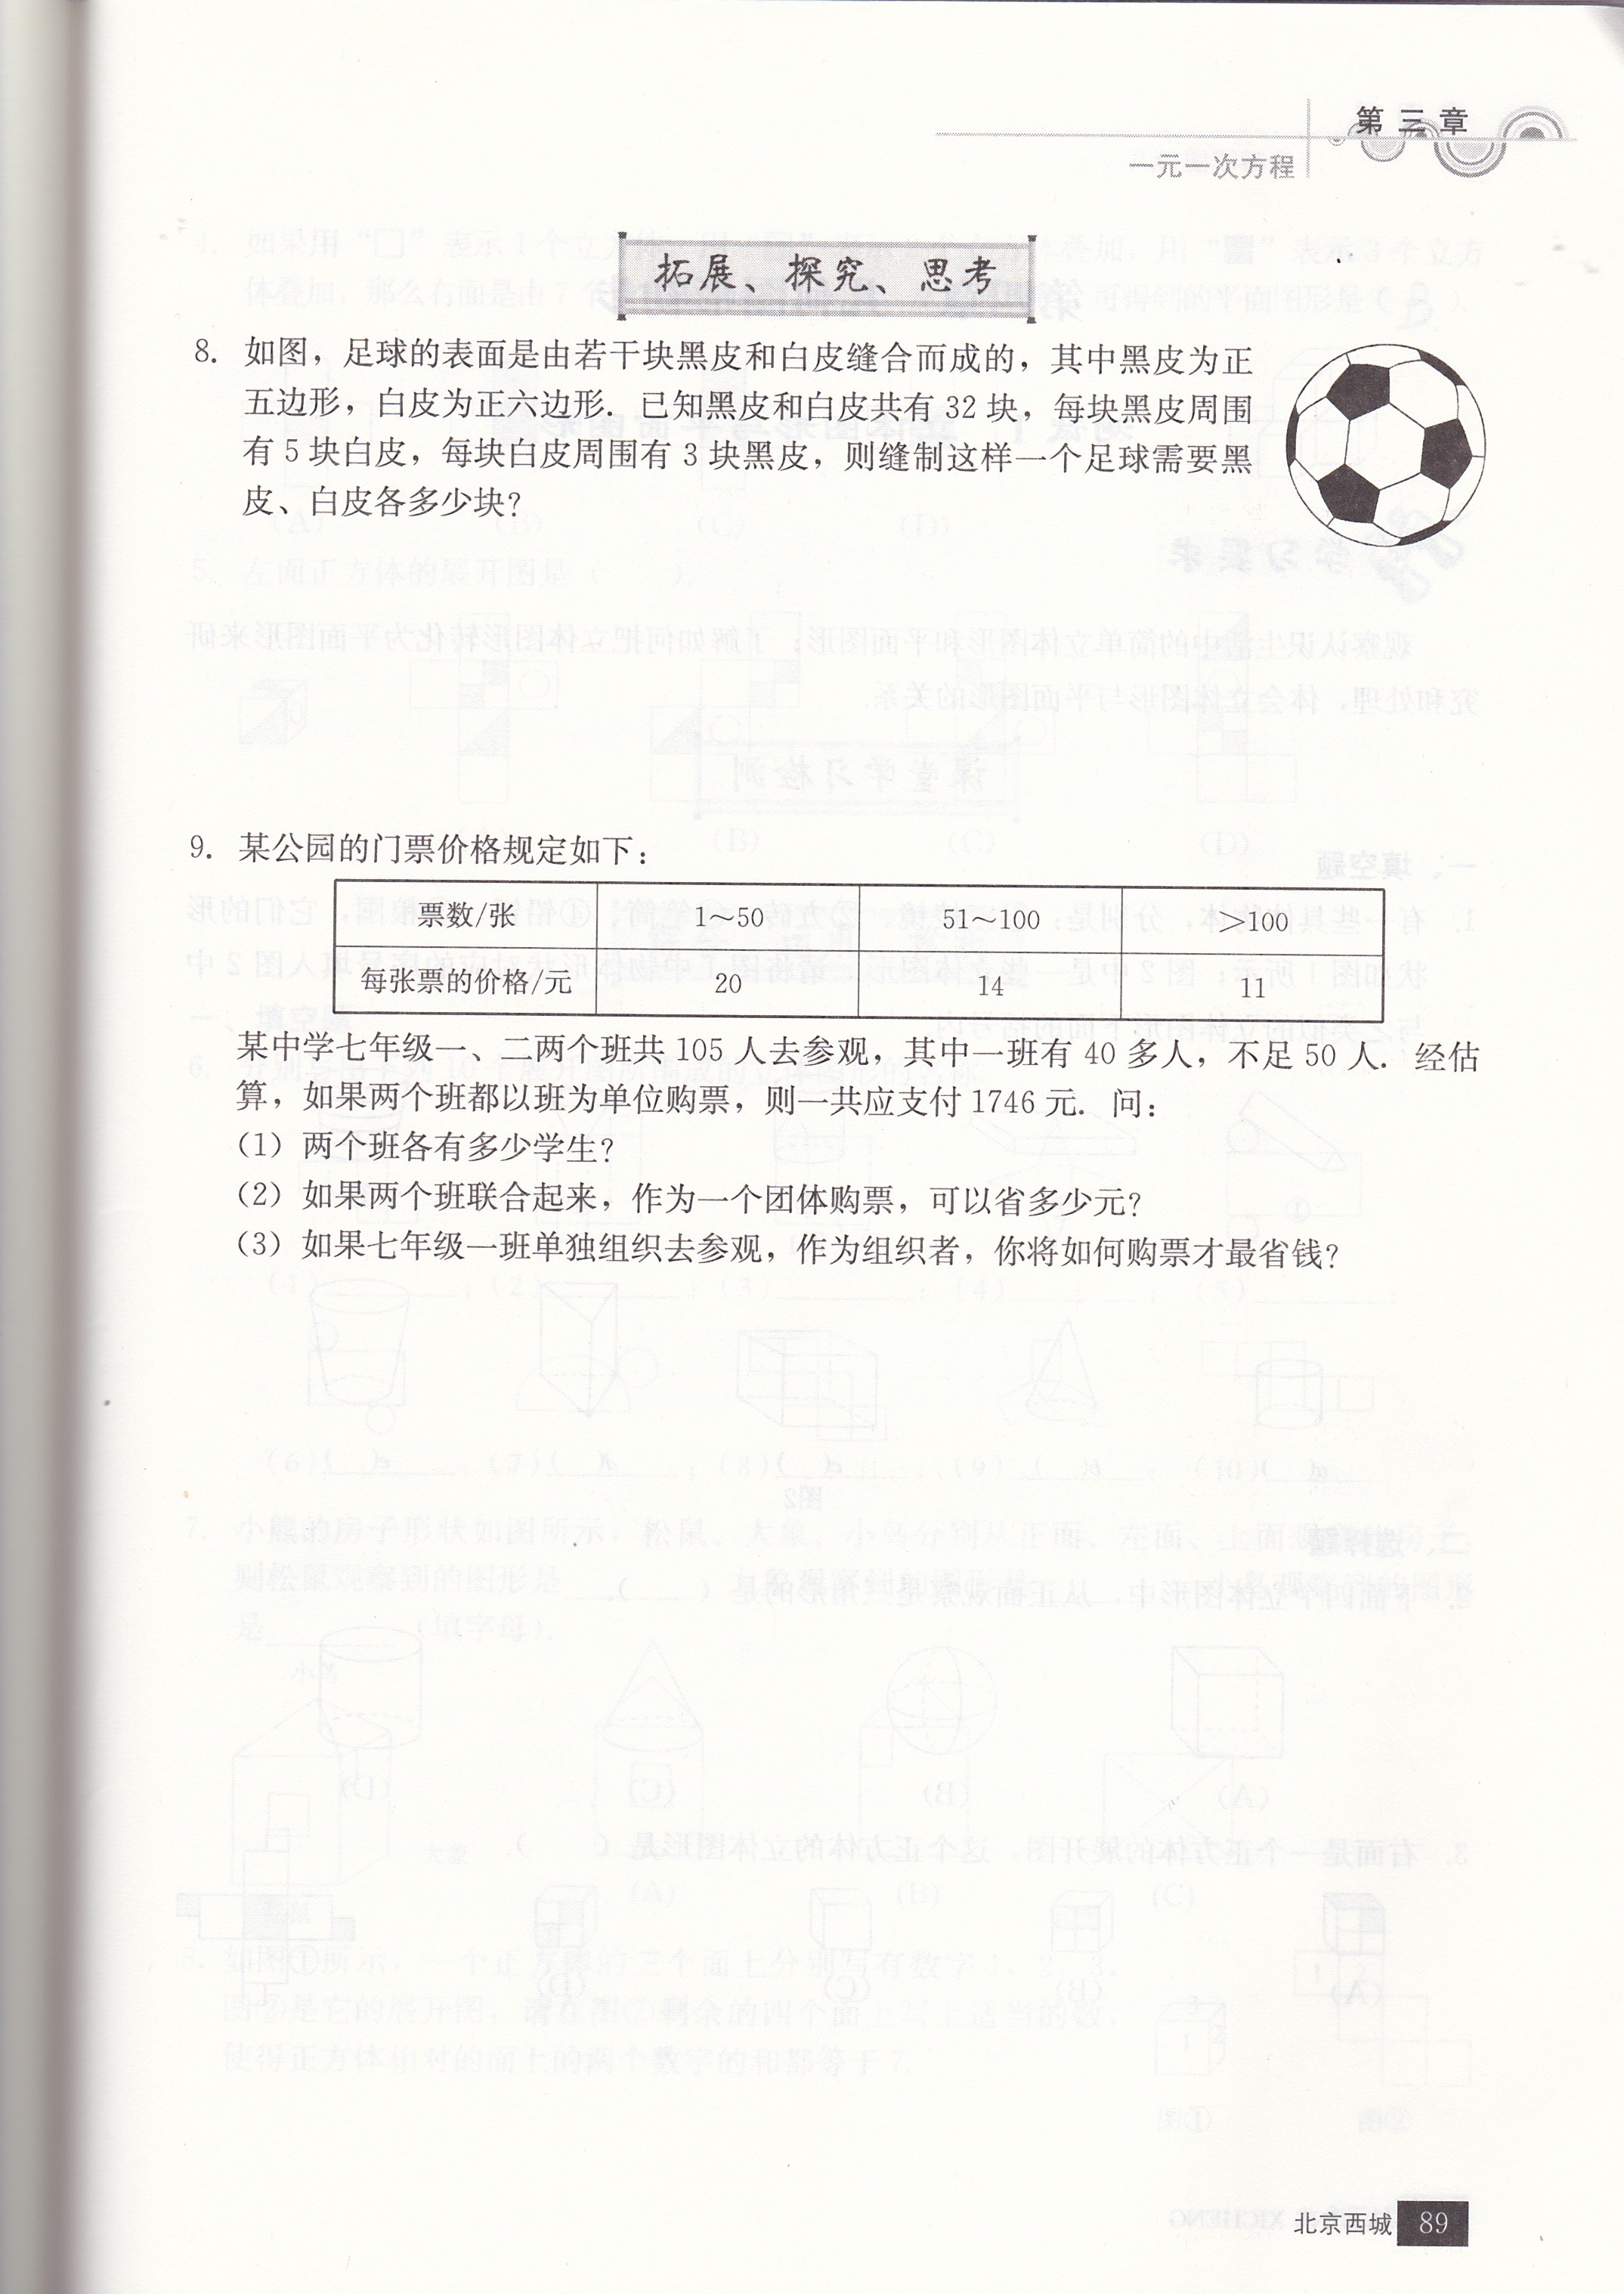 第三章
一元一次方程
拓展、探究、思考
8. 如图，足球的表面是由若干块黑皮和白皮缝合而成的，其中黑皮为正
五边形，白皮为正六边形．已知黑皮和白皮共有 32 块，每块黑皮周围
有 5 块白皮，每块白皮周围有 3 块黑皮，则缝制这样一个足球需要黑
皮、白皮各多少块？
9. 某公园的门票价格规定如下：
票数/张 1～50 51～100 >100
每张票的价格/元 20 14 11
某中学七年级一、二两个班共 105 人去参观，其中一班有 40 多人，不足 50 人．经估
算，如果两个班都以班为单位购票，则一共应支付 1746 元．问：
（1）两个班各有多少学生？
（2）如果两个班联合起来，作为一个团体购票，可以省多少元？
（3）如果七年级一班单独组织去参观，作为组织者，你将如何购票才最省钱？
北京西城 89